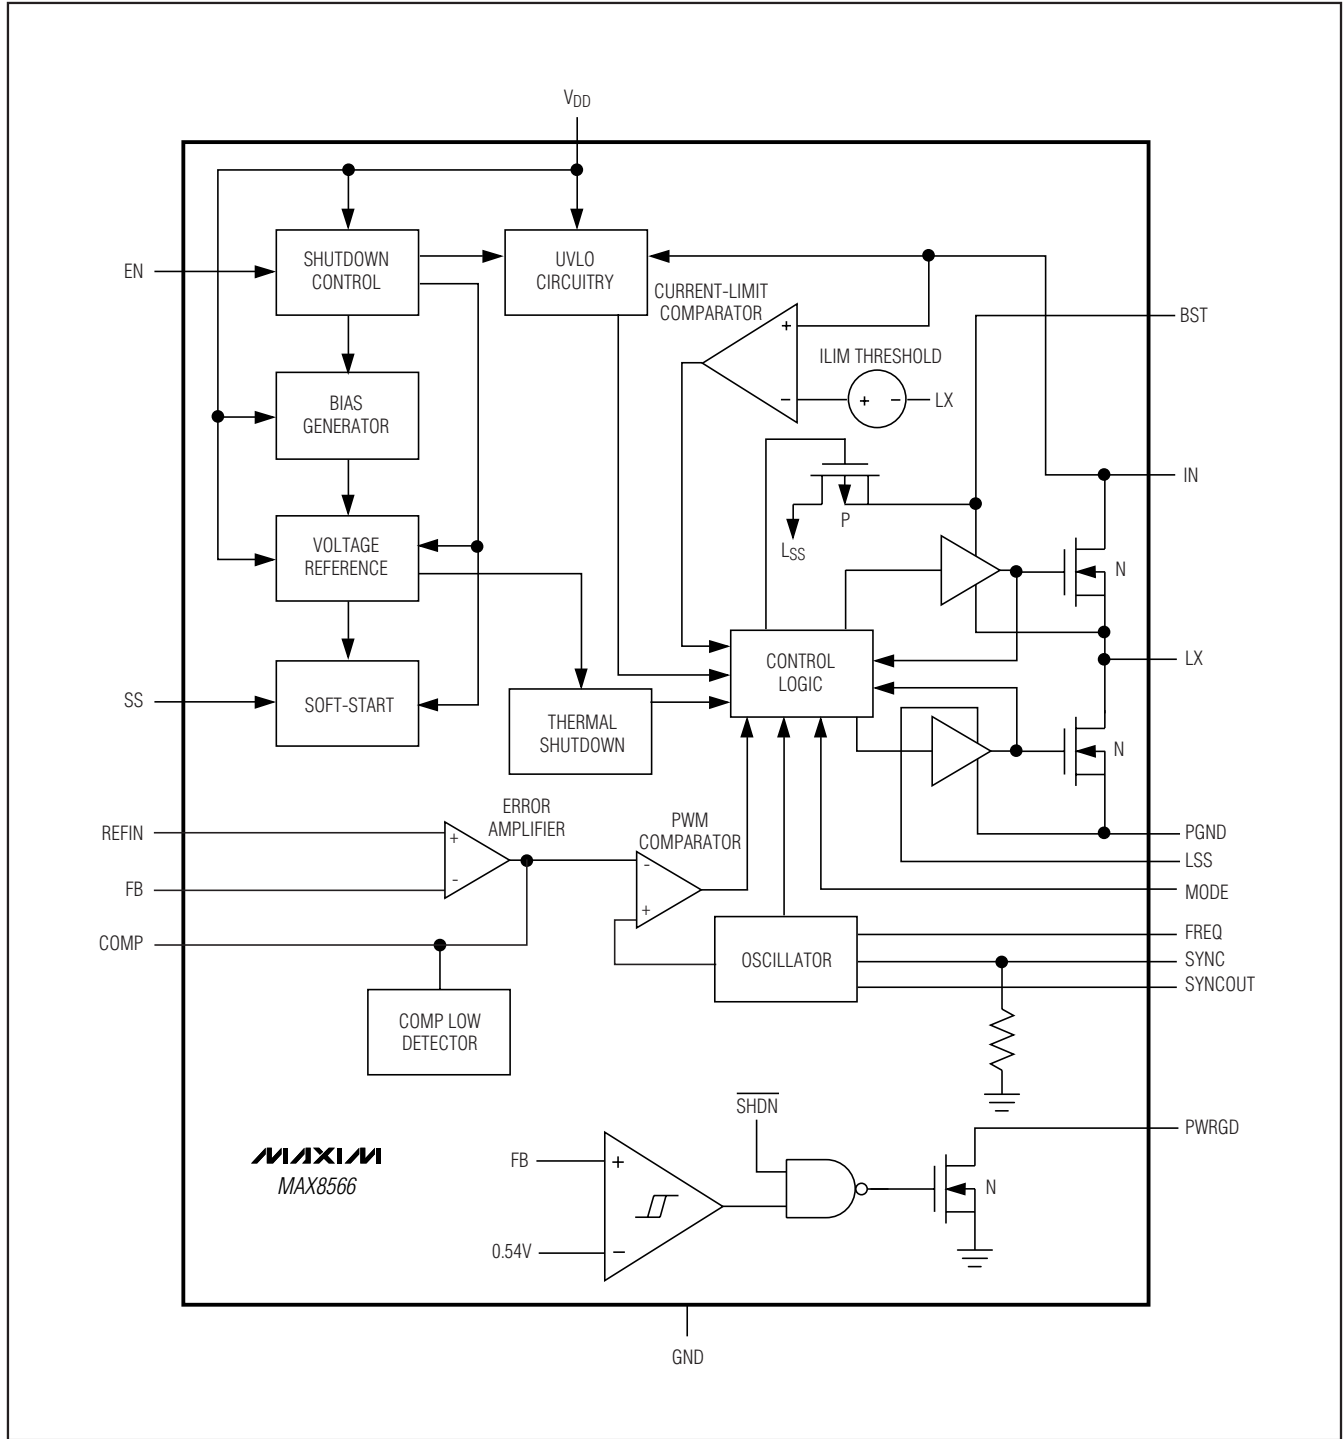 VDD
SHUTDOWN
CONTROL
UVLO
CIRCUITRY
EN
CURRENT-LIMIT
COMPARATOR
+
−
ILIM THRESHOLD
+ −
LX
BST
BIAS
GENERATOR
IN
P
LSS
VOLTAGE
REFERENCE
N
CONTROL
LOGIC
LX
SS
SOFT-START
THERMAL
SHUTDOWN
N
ERROR
AMPLIFIER
PWM
COMPARATOR
REFIN
+
PGND
LSS
FB
-
-
+
MODE
COMP
OSCILLATOR
FREQ
SYNC
SYNCOUT
COMP LOW
DETECTOR
SHDN
PWRGD
MAXIM
MAX8566
FB
+
N
0.54V
−
GND